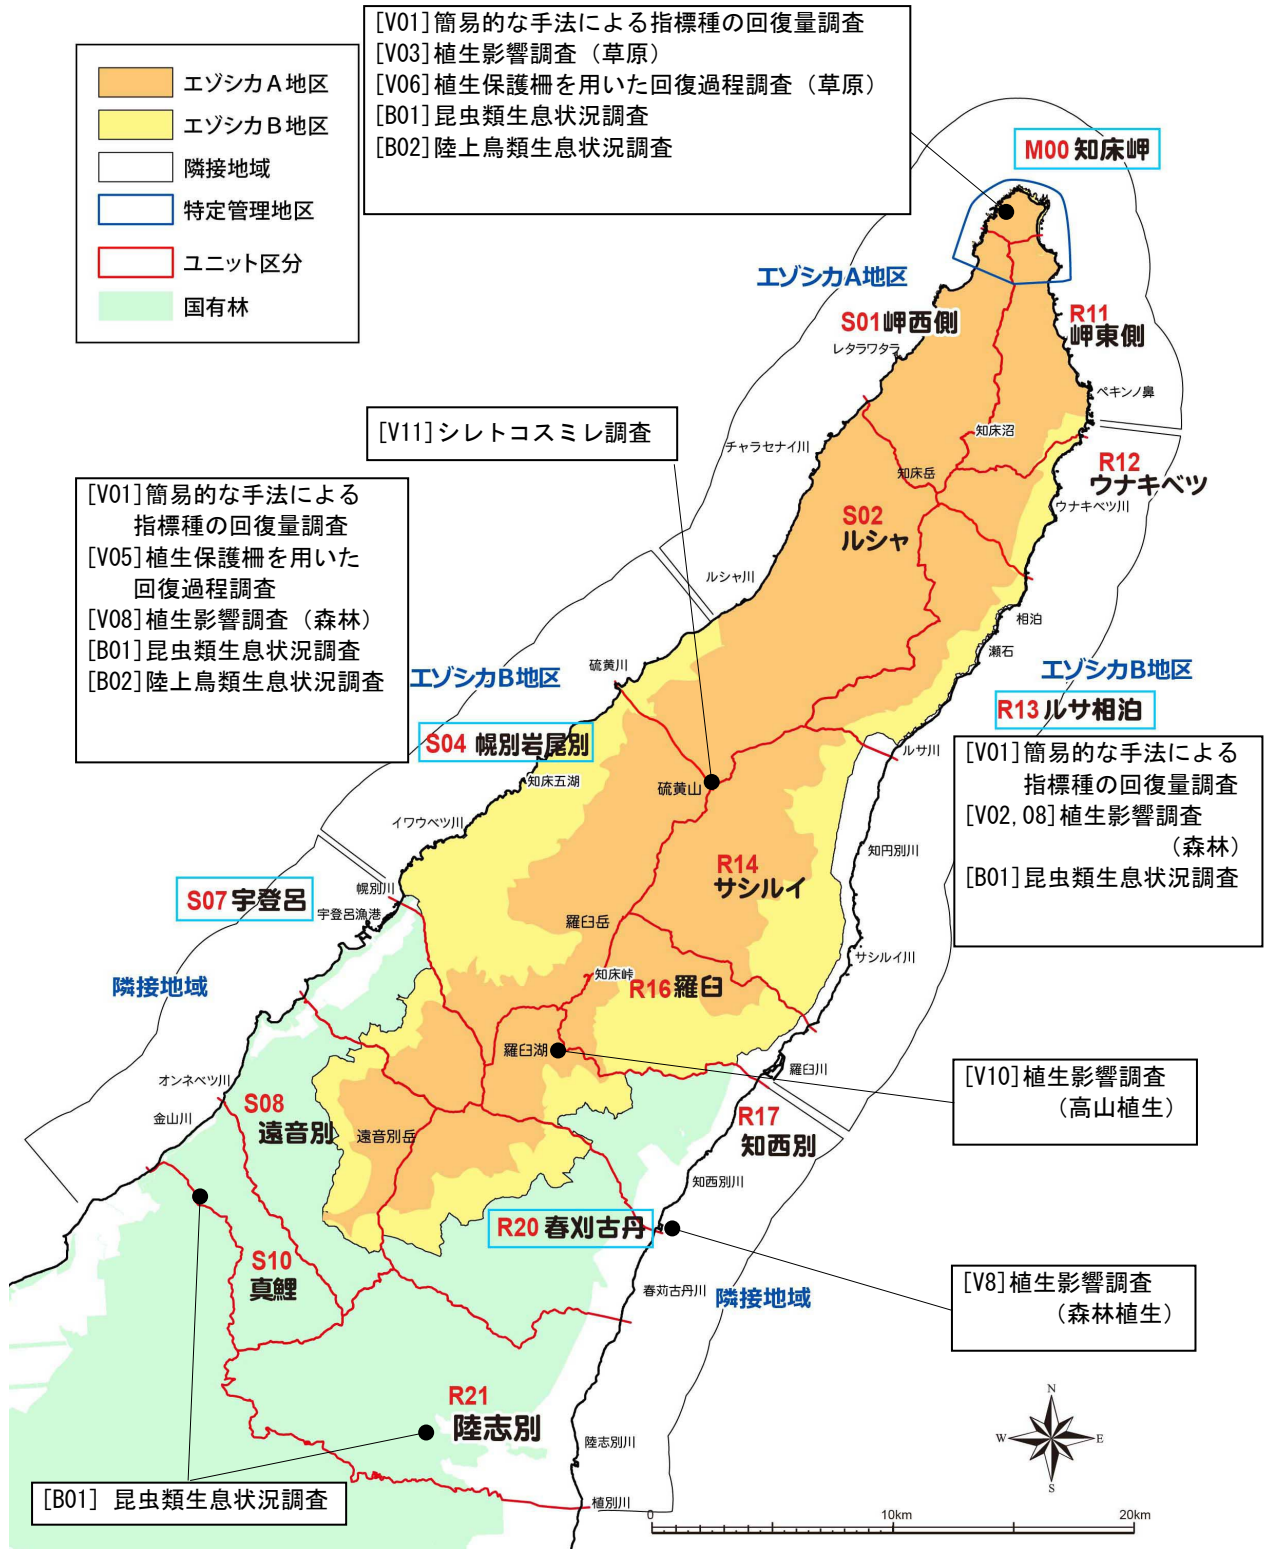 エゾシカA地区
エゾシカB地区
隣接地域
特定管理地区
ユニット区分
国有林
[V01]簡易的な手法による指標種の回復量調査
[V03]植生影響調査（草原）
[V06]植生保護柵を用いた回復過程調査（草原）
[B01]昆虫類生息状況調査
[B02]陸上鳥類生息状況調査
M00 知床岬
エゾシカA地区
S01岬西側
レタラワタラ
R11
岬東側
ペキンノ鼻
[V11]シレトコスミレ調査
チャラセナイ川
知床沼
知床岳
R12
ウナキベツ
ウナキベツ川
S02
ルシャ
ルシャ川
[V01]簡易的な手法による
指標種の回復量調査
[V05]植生保護柵を用いた
回復過程調査
[V08]植生影響調査（森林）
[B01]昆虫類生息状況調査
[B02]陸上鳥類生息状況調査
相泊
瀬石
硫黄川
エゾシカB地区
エゾシカB地区
R13 ルサ相泊
S04 幌別岩尾別
ルサ川
[V01]簡易的な手法による
指標種の回復量調査
[V02,08]植生影響調査
（森林）
[B01]昆虫類生息状況調査
知床五湖
硫黄山
イワウベツ川
知円別川
R14
サシルイ
幌別川
S07 宇登呂
宇登呂漁港
羅臼岳
サシルイ川
知床峠
R16 羅臼
隣接地域
羅臼湖
羅臼川
[V10]植生影響調査
（高山植生）
オンネベツ川
金山川
S08
遠音別
遠音別岳
R17
知西別
知西別川
R20 春刈古丹
S10
真鯉
春苅古丹川
隣接地域
[V8]植生影響調査
（森林植生）
R21
陸志別
陸志別川
[B01] 昆虫類生息状況調査
植別川
N
W
E
S
0
10km
20km